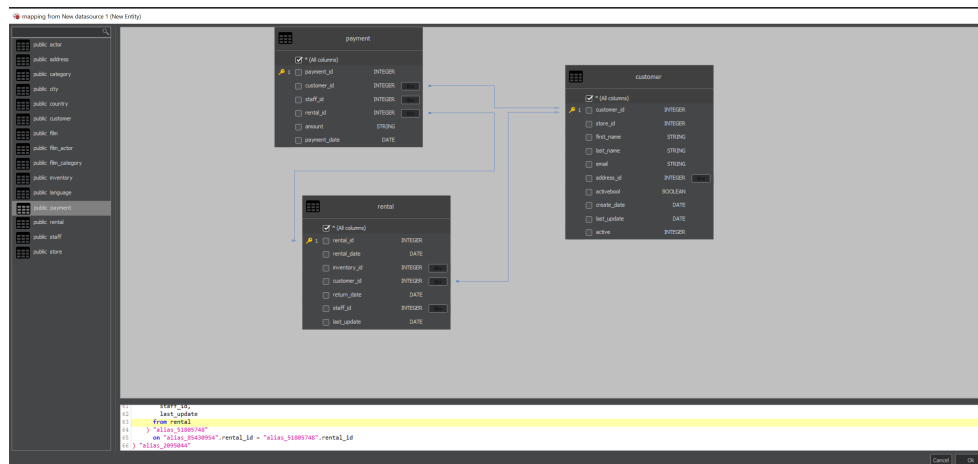 mapping from New datasource 1 (New Entity)
public actor
public address
public category
public city
public country
public customer
public film
public film_actor
public film_category
public inventory
public language
public payment
public rental
public staff
public store
payment
* (All columns)
1 payment_id INTEGER
customer_id INTEGER
staff_id INTEGER
rental_id INTEGER
amount STRING
payment_date DATE
customer
* (All columns)
1 customer_id INTEGER
store_id INTEGER
first_name STRING
last_name STRING
email STRING
address_id INTEGER
activebool BOOLEAN
create_date DATE
last_update DATE
active INTEGER
rental
* (All columns)
1 rental_id INTEGER
rental_date DATE
inventory_id INTEGER
customer_id INTEGER
return_date DATE
staff_id INTEGER
last_update DATE
61 staff_id,
62 last_update
63 from rental
64 ) "alias_51805748"
65 on "alias_85430954".rental_id = "alias_51805748".rental_id
66 ) "alias_2095044"
Cancel Ok